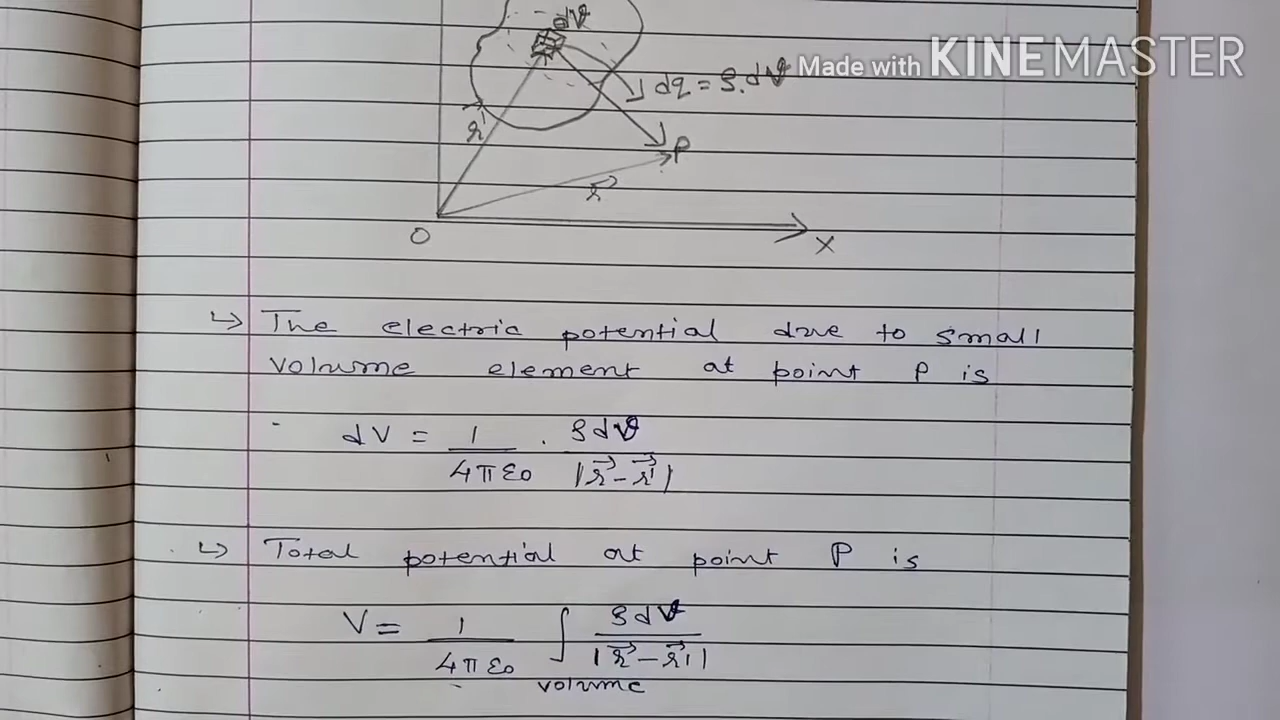 dV
Made with KINEMASTER
dq = ρ.dV
r'
P
r
O
X
↳ The electric potential due to small
volume element at point P is
dV = 1/4πε0 . ρdV/|r⃗-r⃗'|
↳ Total potential at point P is
V = 1/4πε0 ∫ ρdV/|r⃗-r⃗'|
volume